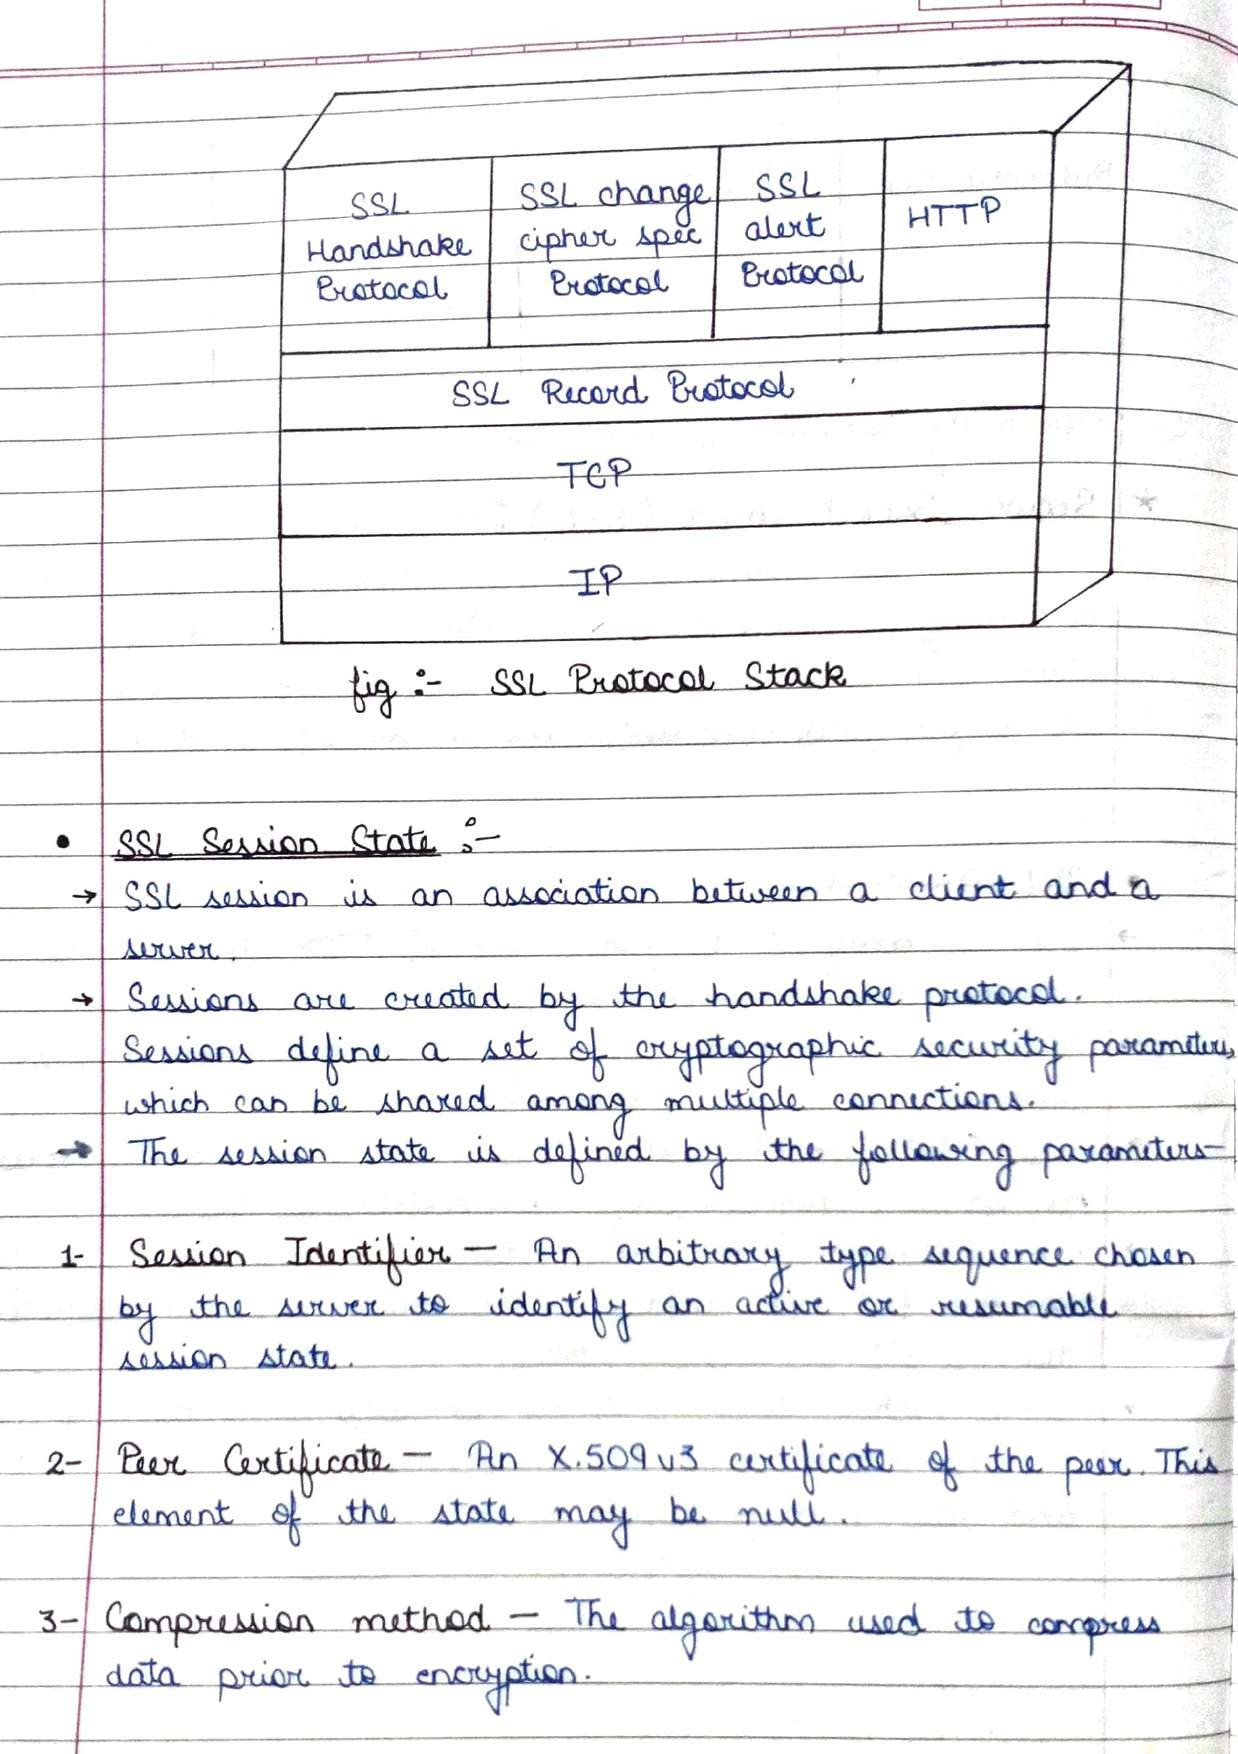 SSL Handshake Protocol
SSL change cipher spec Protocol
SSL alert Protocol
HTTP
SSL Record Protocol
TCP
IP
fig :- SSL Protocol Stack
• SSL Session State :-
→ SSL session is an association between a client and a
server.
→ Sessions are created by the handshake protocol.
Sessions define a set of cryptographic security parameters,
which can be shared among multiple connections.
→ The session state is defined by the following parameters-
1- Session Identifier - An arbitrary type sequence chosen
by the server to identify an active or resumable
session state.
2- Peer Certificate - An X.509 v3 certificate of the peer. This
element of the state may be null.
3- Compression method - The algorithm used to compress
data prior to encryption.